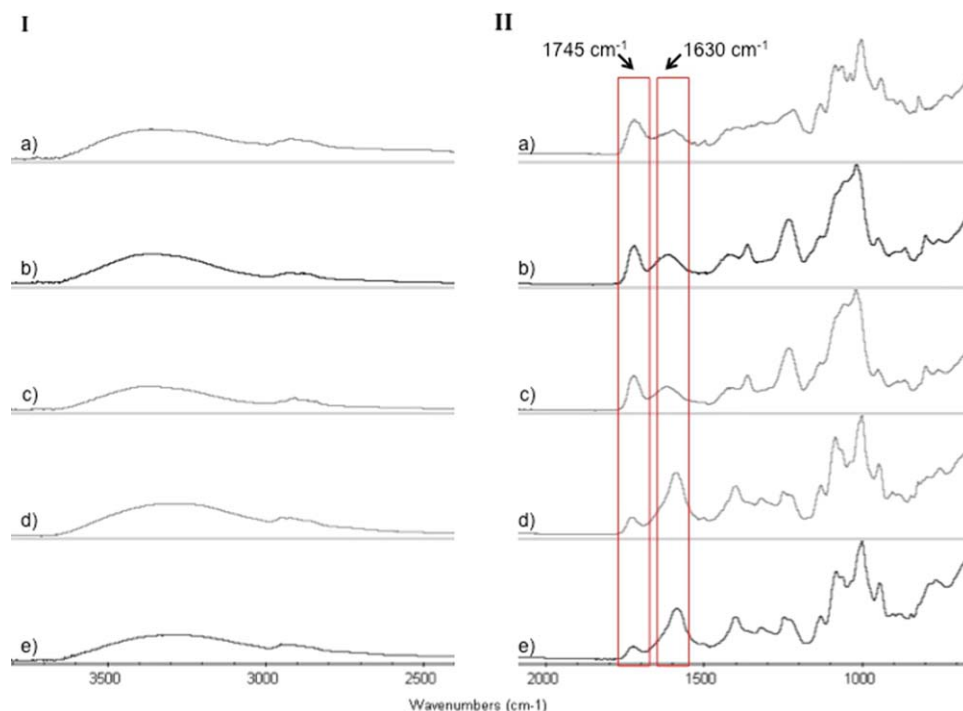 I
II
1745 cm-1
1630 cm-1
a)
a)
b)
b)
c)
c)
d)
d)
e)
e)
3500
3000
2500
2000
1500
1000
Wavenumbers (cm-1)